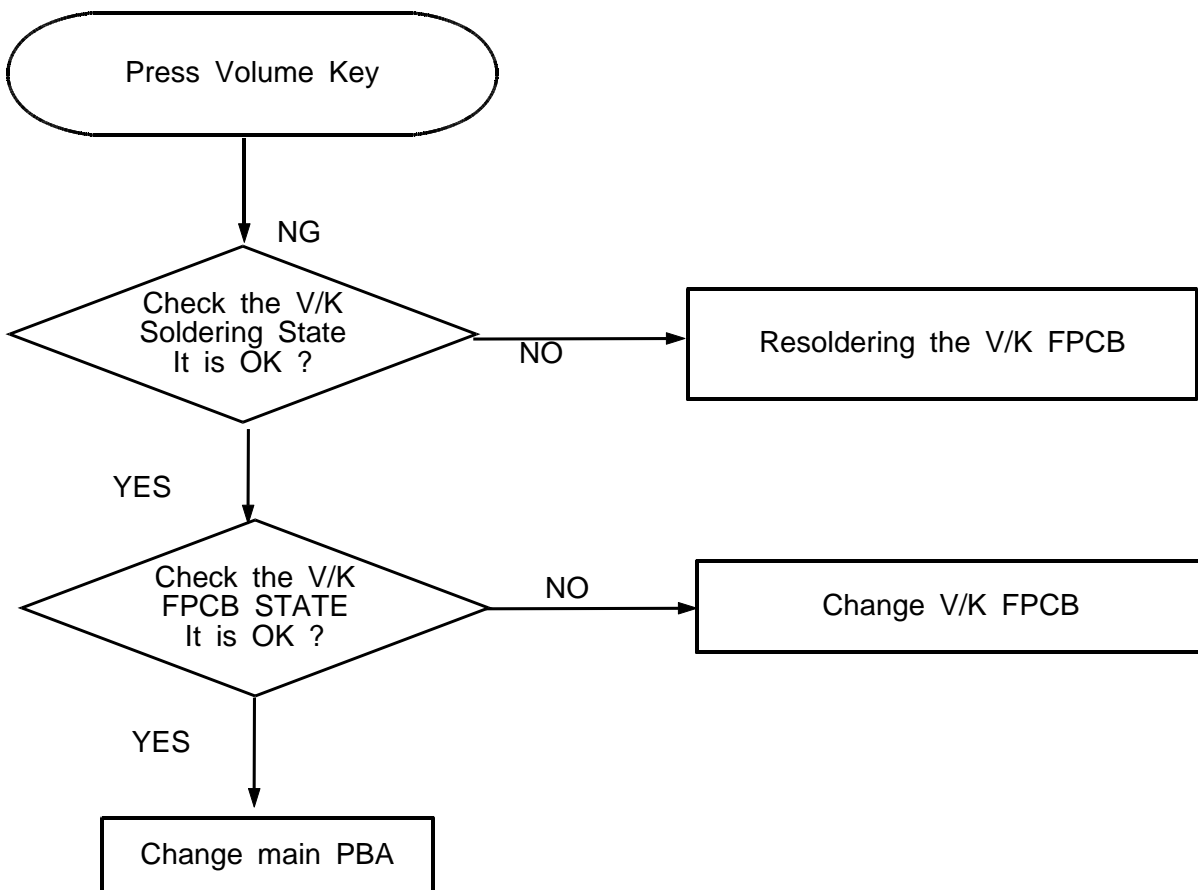 Press Volume Key
NG
Check the V/K
Soldering State
It is OK ?
NO
Resoldering the V/K FPCB
YES
Check the V/K
FPCB STATE
It is OK ?
NO
Change V/K FPCB
YES
Change main PBA